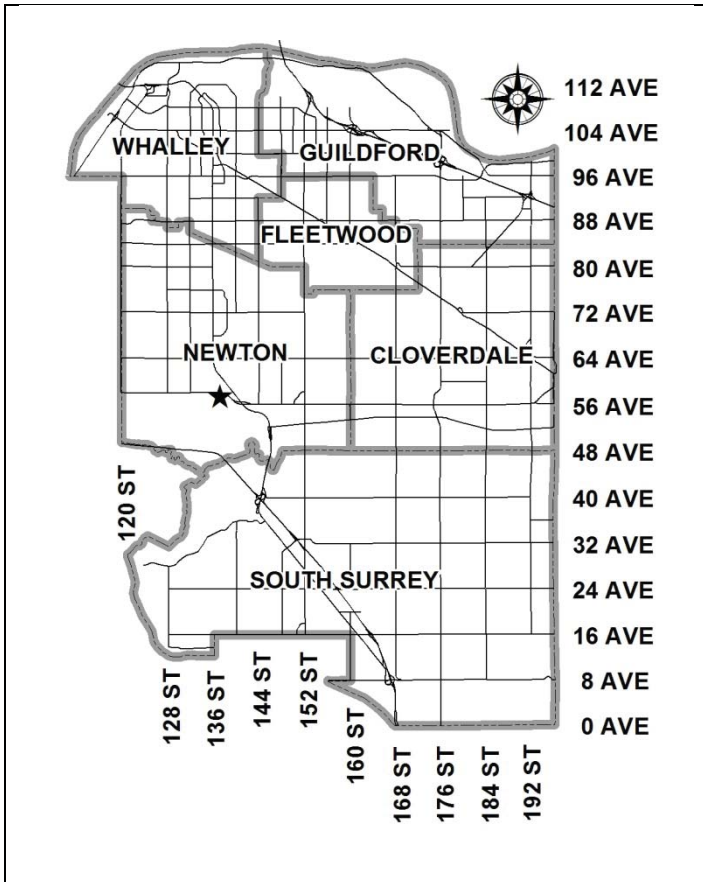 112 AVE
104 AVE
WHALLEY
GUILDFORD
96 AVE
88 AVE
FLEETWOOD
80 AVE
72 AVE
NEWTON
CLOVERDALE
64 AVE
56 AVE
48 AVE
120 ST
40 AVE
32 AVE
SOUTH SURREY
24 AVE
16 AVE
128 ST
136 ST
144 ST
152 ST
160 ST
8 AVE
0 AVE
168 ST
176 ST
184 ST
192 ST